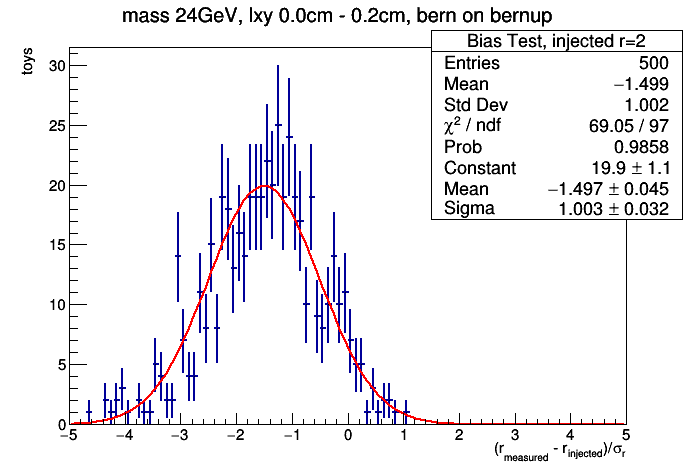 mass 24GeV, lxy 0.0cm - 0.2cm, bern on bernup
toys
Bias Test, injected r=2
Entries 500
Mean −1.499
Std Dev 1.002
χ² / ndf 69.05 / 97
Prob 0.9858
Constant 19.9 ± 1.1
Mean −1.497 ± 0.045
Sigma 1.003 ± 0.032
30
25
20
15
10
5
0
−5 −4 −3 −2 −1 0 1 2 3 4 5
(r_measured - r_injected)/σ_r